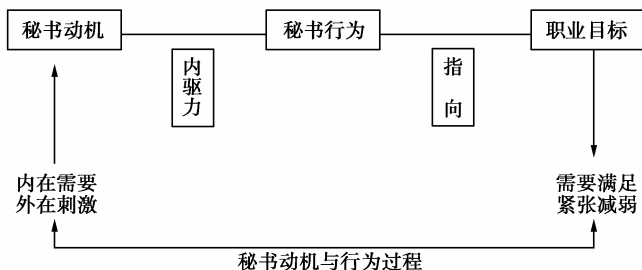 秘书动机
秘书行为
职业目标
内驱力
指向
内在需要
外在刺激
需要满足
紧张减弱
秘书动机与行为过程